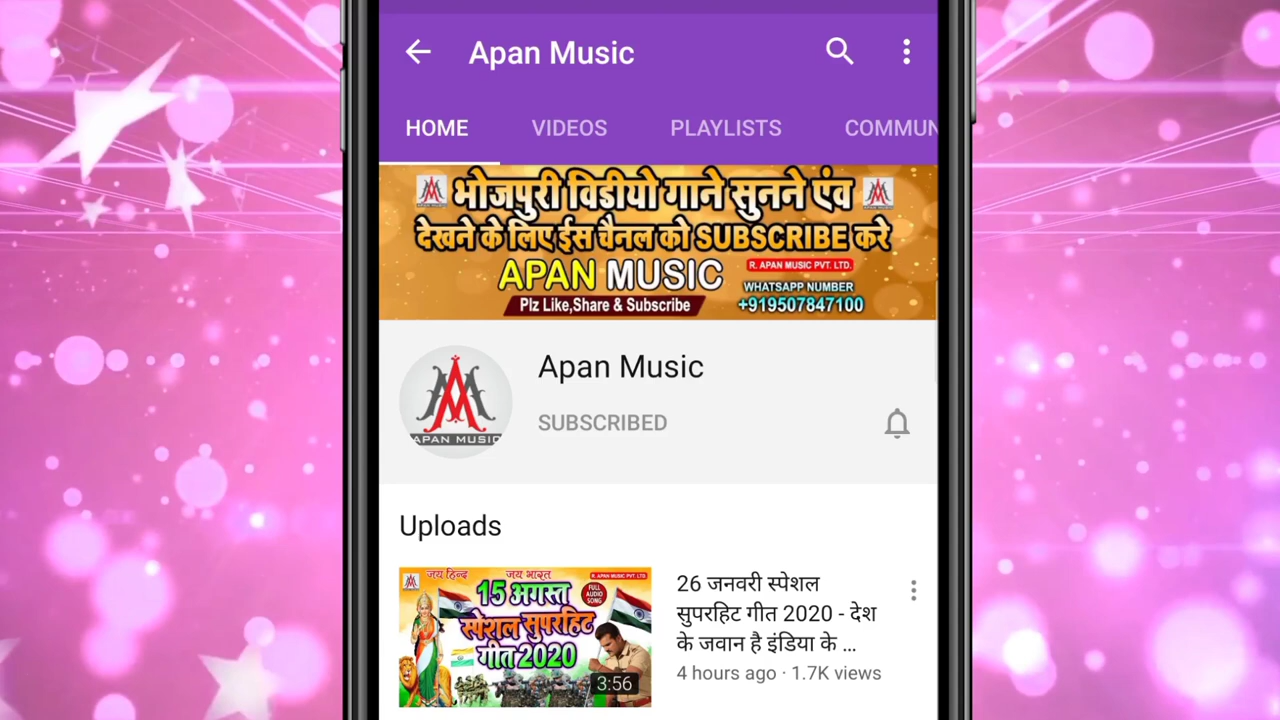 Apan Music
HOME VIDEOS PLAYLISTS COMMUN
भोजपुरी विडीयो गाने सुनने एंव
देखने के लिए ईस चैनल को SUBSCRIBE करे
APAN MUSIC
R. APAN MUSIC PVT. LTD.
WHATSAPP NUMBER
+919507847100
Plz Like,Share & Subscribe
Apan Music
SUBSCRIBED
APAN MUSIC
Uploads
जय हिन्द जय भारत
R. APAN MUSIC PVT. LTD
15 अगस्त
FULL
AUDIO
SONG
स्पेशल सुपरहिट
गीत 2020
3:56
26 जनवरी स्पेशल
सुपरहिट गीत 2020 - देश
के जवान है इंडिया के ...
4 hours ago · 1.7K views